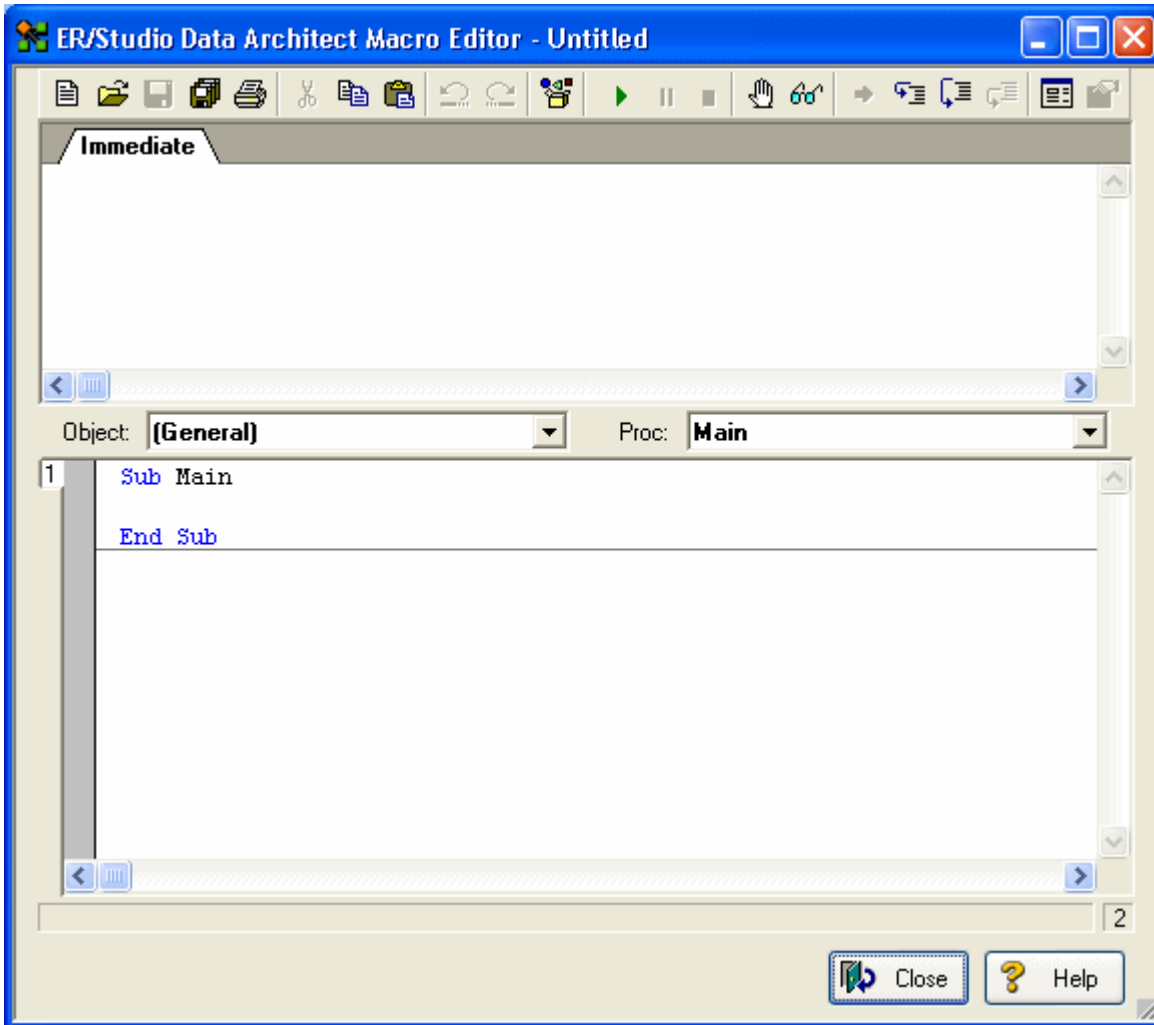 ER/Studio Data Architect Macro Editor - Untitled
Immediate
Object: (General) Proc: Main
1
Sub Main
End Sub
2
Close Help